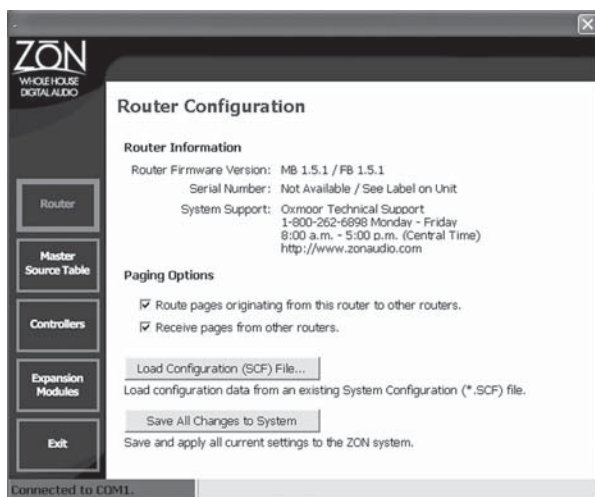 ZŌN
WHOLE HOUSE
DIGITAL AUDIO
Router Configuration
Router Information
Router Firmware Version: MB 1.5.1 / FB 1.5.1
Serial Number: Not Available / See Label on Unit
System Support: Oxmoor Technical Support
1-800-262-6898 Monday - Friday
8:00 a.m. - 5:00 p.m. (Central Time)
http://www.zonaudio.com
Paging Options
Route pages originating from this router to other routers.
Receive pages from other routers.
Load Configuration (SCF) File...
Load configuration data from an existing System Configuration (*.SCF) file.
Save All Changes to System
Save and apply all current settings to the ZON system.
Router
Master
Source Table
Controllers
Expansion
Modules
Exit
Connected to COM1.